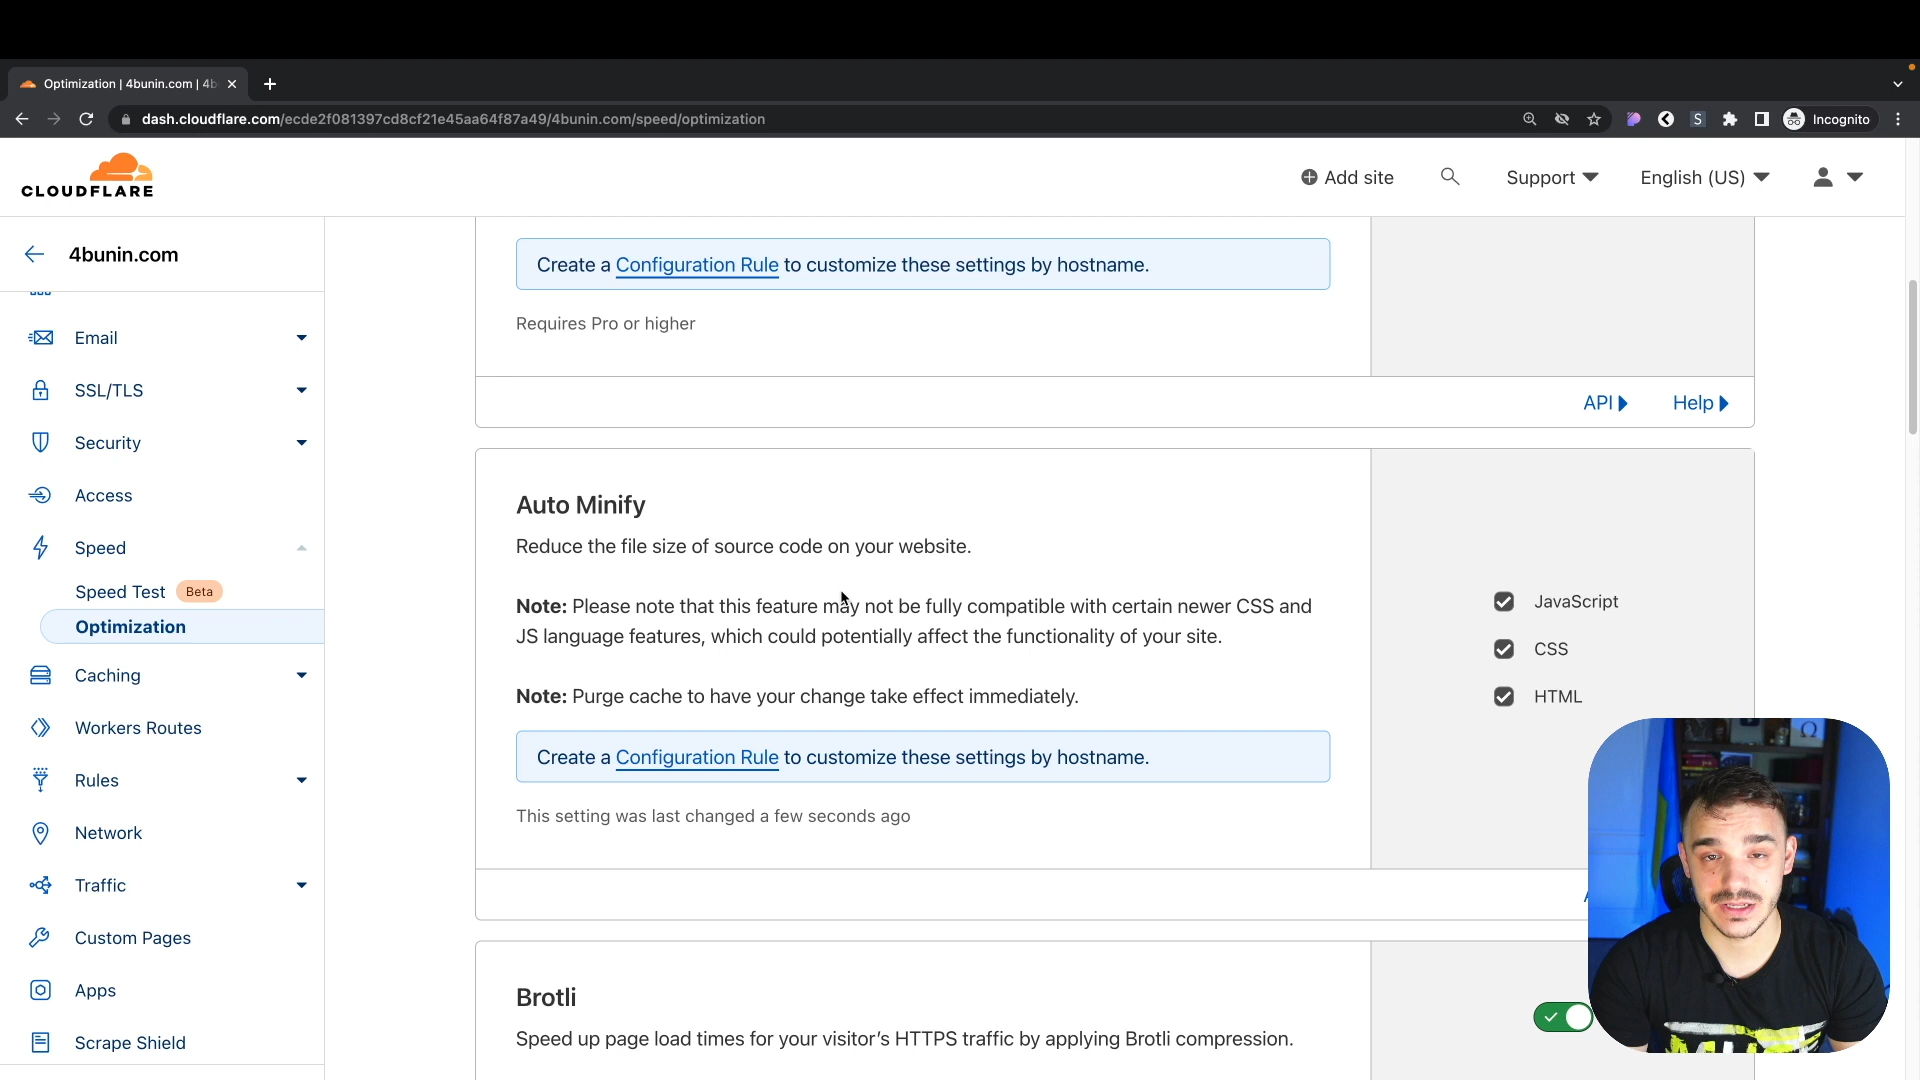 Optimization | 4bunin.com | 4b
dash.cloudflare.com/ecde2f081397cd8cf21e45aa64f87a49/4bunin.com/speed/optimization
S
Incognito
CLOUDFLARE
Add site
Support
English (US)
4bunin.com
Email
SSL/TLS
Security
Access
Speed
Speed Test Beta
Optimization
Caching
Workers Routes
Rules
Network
Traffic
Custom Pages
Apps
Scrape Shield
Create a Configuration Rule to customize these settings by hostname.
Requires Pro or higher
API
Help
Auto Minify
Reduce the file size of source code on your website.
Note: Please note that this feature may not be fully compatible with certain newer CSS and
JS language features, which could potentially affect the functionality of your site.
Note: Purge cache to have your change take effect immediately.
Create a Configuration Rule to customize these settings by hostname.
This setting was last changed a few seconds ago
JavaScript
CSS
HTML
Brotli
Speed up page load times for your visitor's HTTPS traffic by applying Brotli compression.